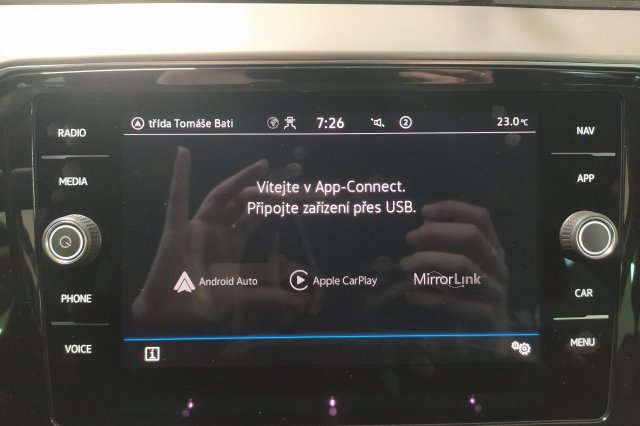 RADIO
MEDIA
PHONE
VOICE
třída Tomáše Bati 7:26 2 23.0°C
Vítejte v App-Connect.
Připojte zařízení přes USB.
Android Auto Apple CarPlay MirrorLink
NAV
APP
CAR
MENU